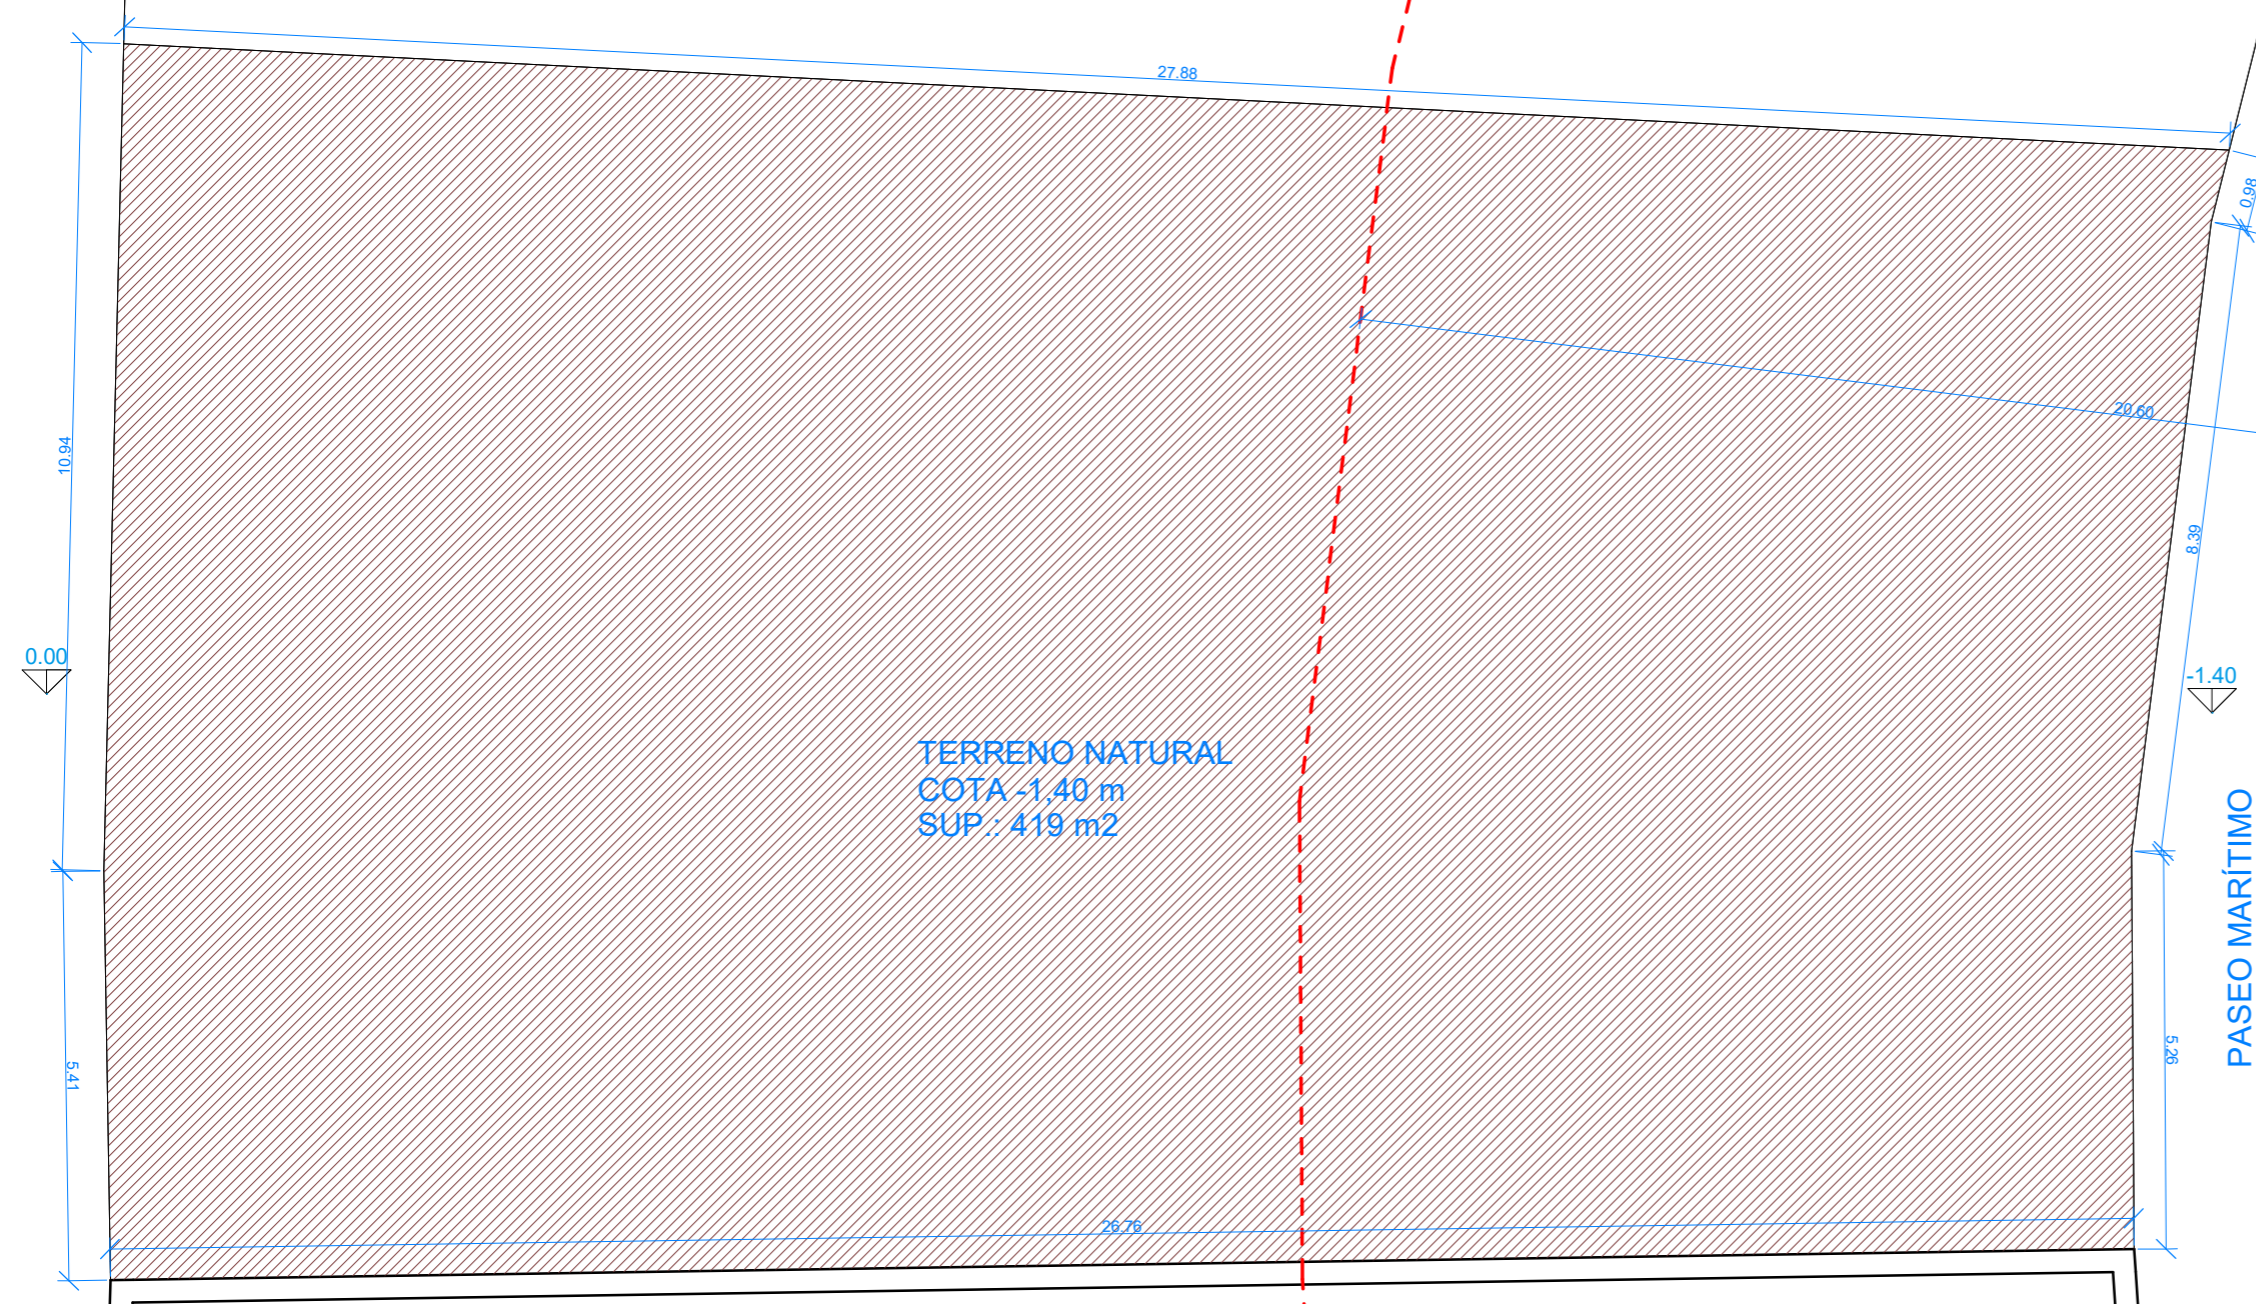 27.88
0.98
20.60
10.94
8.39
0.00
-1.40
TERRENO NATURAL
COTA -1,40 m
SUP.: 419 m2
PASEO MARÍTIMO
5.41
5.26
26.76